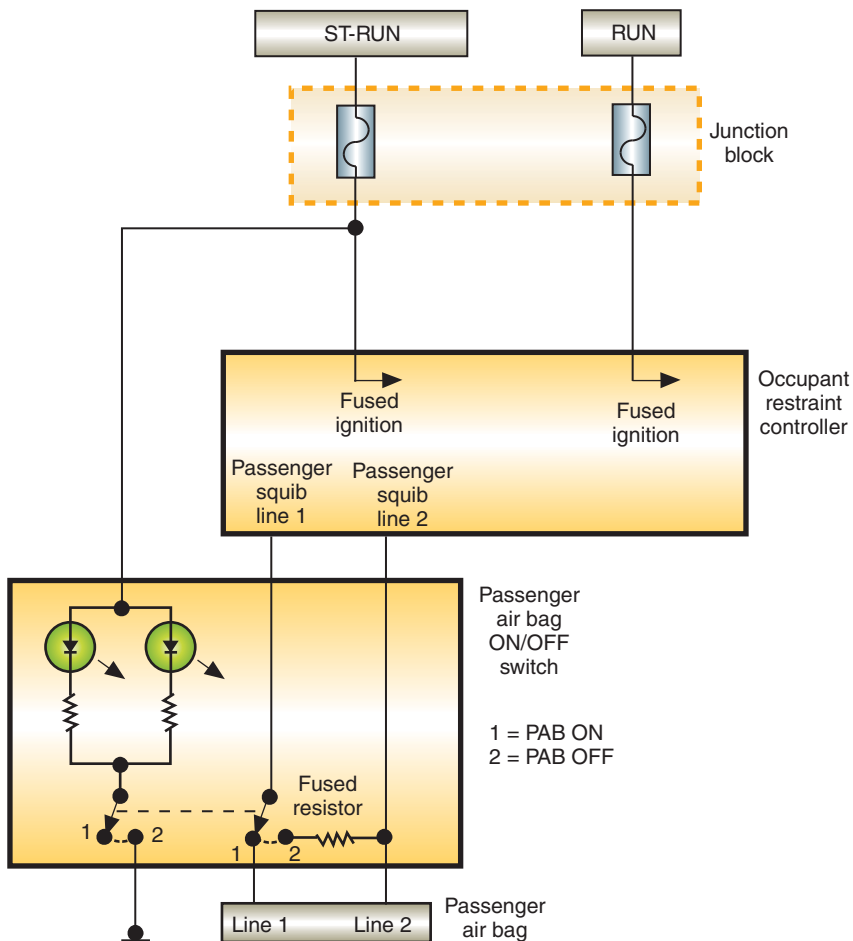 ST-RUN
RUN
Junction
block
Fused
ignition
Fused
ignition
Occupant
restraint
controller
Passenger
squib
line 1
Passenger
squib
line 2
Passenger
air bag
ON/OFF
switch
1 = PAB ON
2 = PAB OFF
Fused
resistor
1
2
1
2
Line 1
Line 2
Passenger
air bag